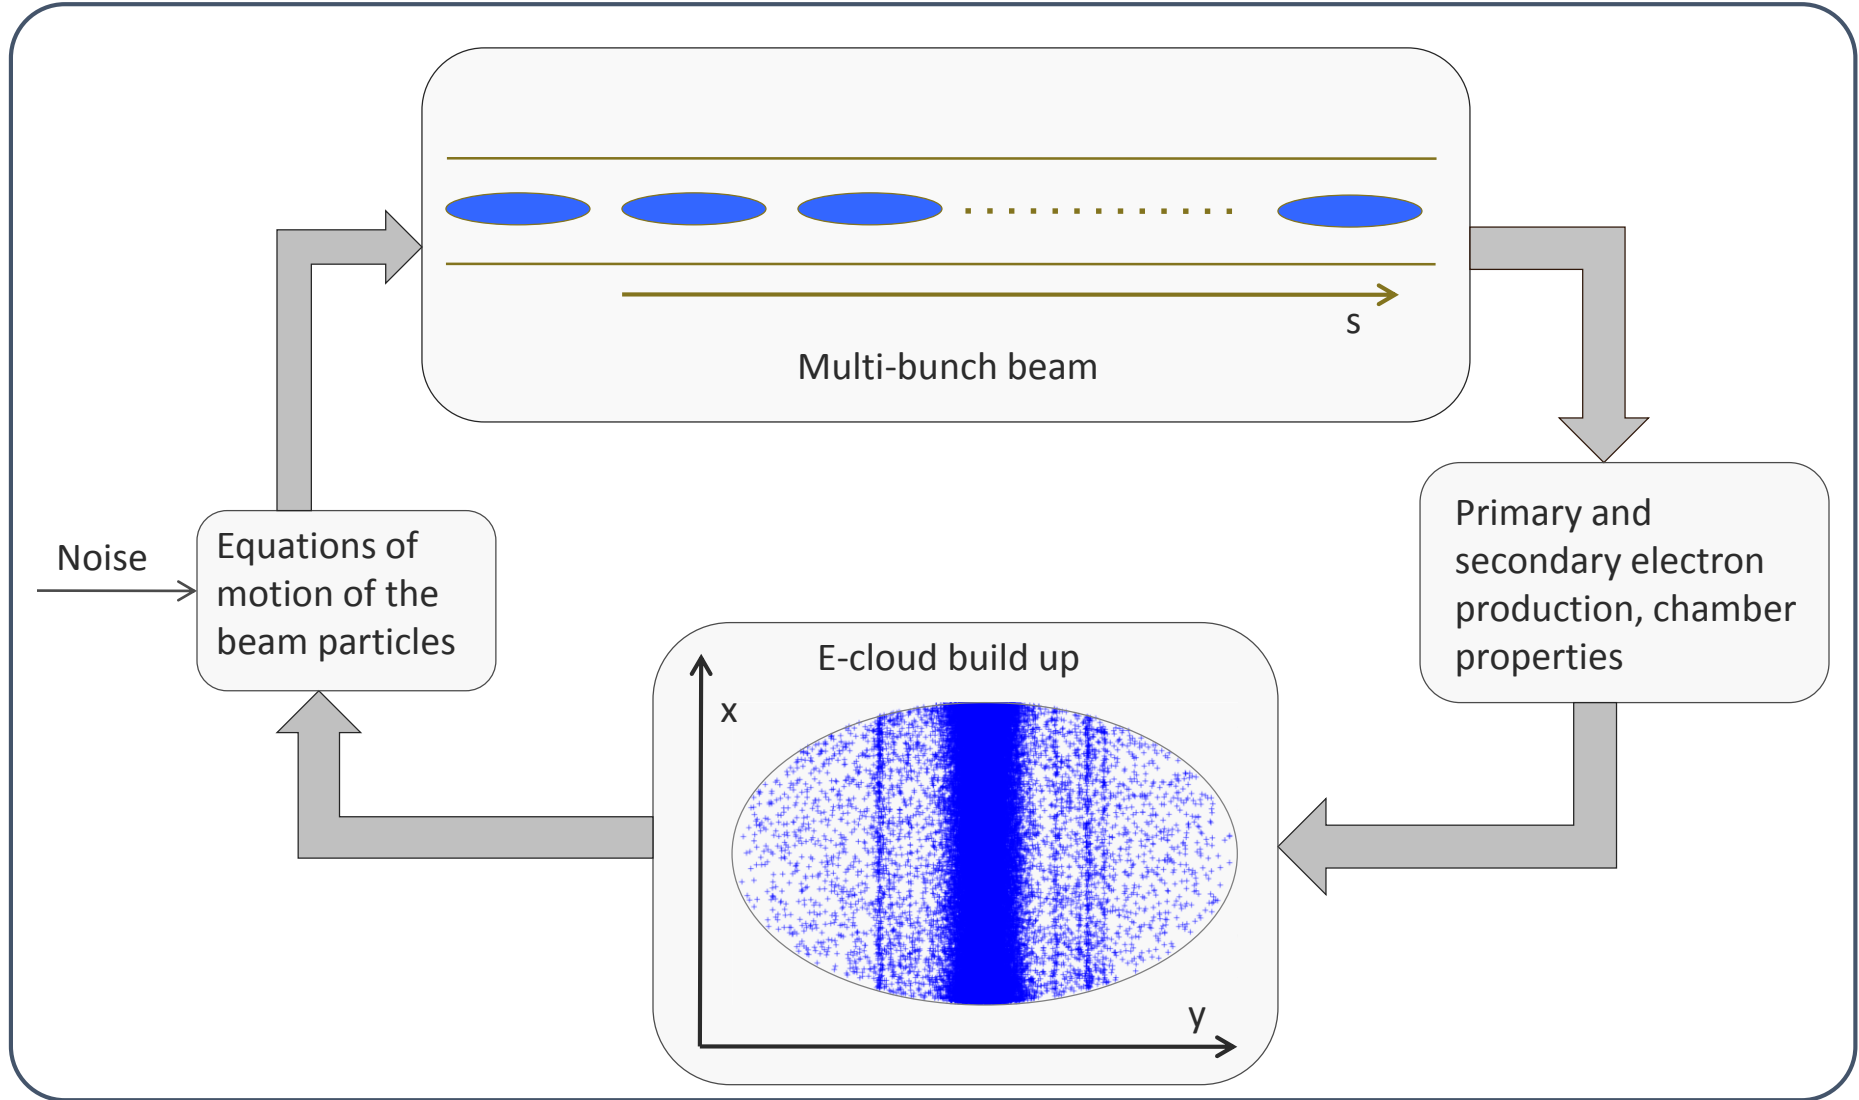 s
Multi-bunch beam
Noise
Equations of
motion of the
beam particles
Primary and
secondary electron
production, chamber
properties
E-cloud build up
x
y